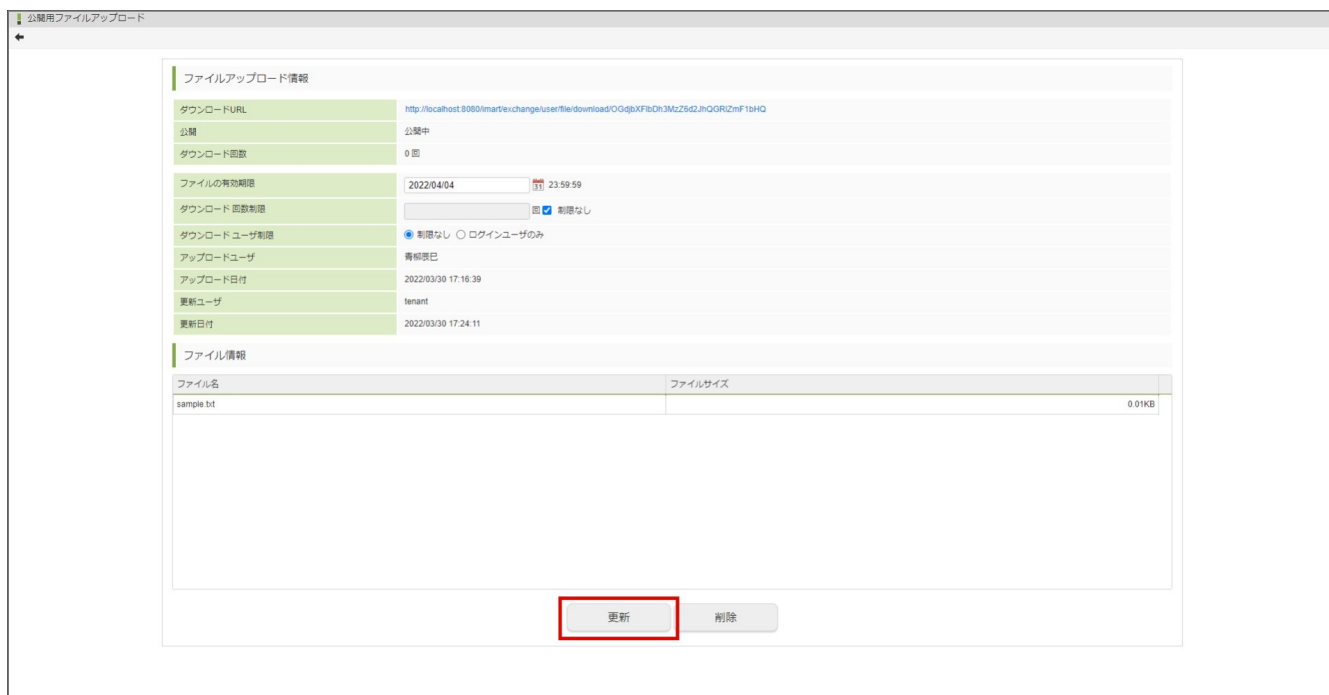 公開用ファイルアップロード
ファイルアップロード情報
ダウンロードURL http://localhost:8080/imart/exchange/user/file/download/OGdjbXFlbDh3MzZ6d2JhQGRlZmF1bHQ
公開 公開中
ダウンロード回数 0 回
ファイルの有効期限 2022/04/04 31 23:59:59
ダウンロード 回数制限 回 制限なし
ダウンロード ユーザ制限 制限なし ログインユーザのみ
アップロードユーザ 青柳辰巳
アップロード日付 2022/03/30 17:16:39
更新ユーザ tenant
更新日付 2022/03/30 17:24:11
ファイル情報
ファイル名 ファイルサイズ
sample.txt 0.01KB
更新 削除